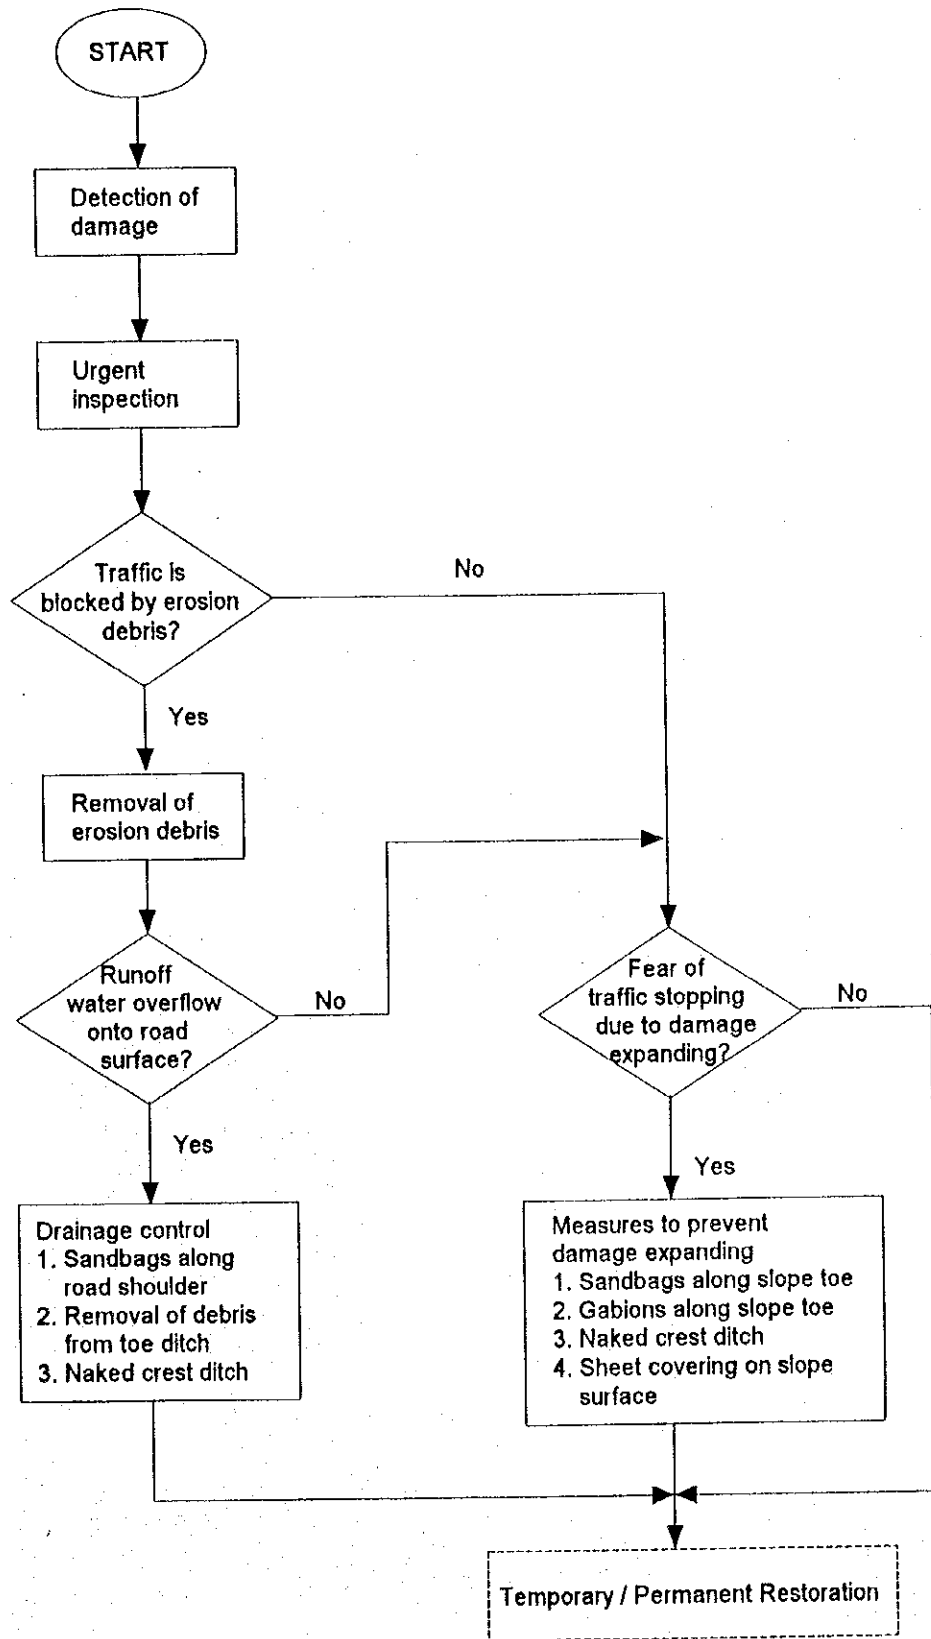 START
Detection of
damage
Urgent
inspection
Traffic is
blocked by erosion
debris?
No
Yes
Removal of
erosion debris
Runoff
water overflow
onto road
surface?
No
Fear of
traffic stopping
due to damage
expanding?
No
Yes
Yes
Drainage control
1. Sandbags along
road shoulder
2. Removal of debris
from toe ditch
3. Naked crest ditch
Measures to prevent
damage expanding
1. Sandbags along slope toe
2. Gabions along slope toe
3. Naked crest ditch
4. Sheet covering on slope
surface
Temporary / Permanent Restoration